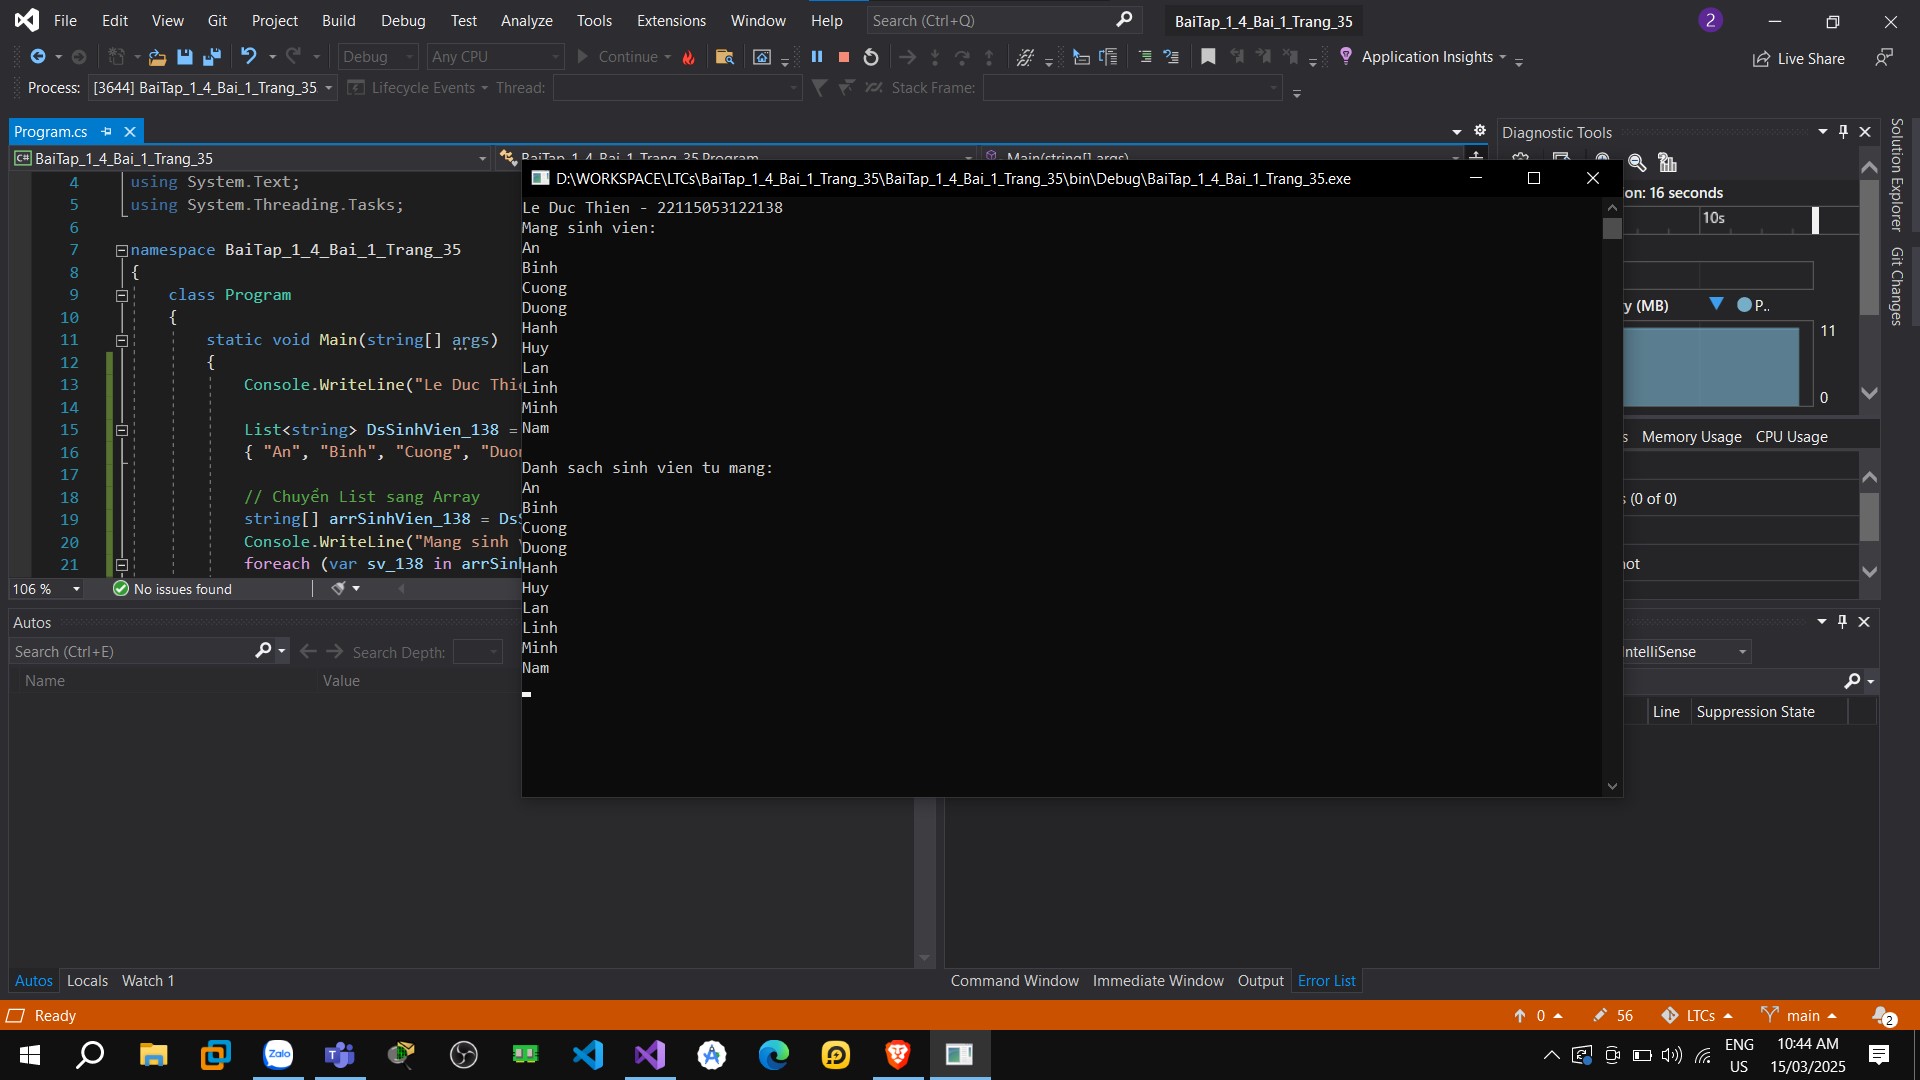 File Edit View Git Project Build Debug Test Analyze Tools Extensions Window Help Search (Ctrl+Q) BaiTap_1_4_Bai_1_Trang_35 2
Debug Any CPU Continue Application Insights Live Share
Process: [3644] BaiTap_1_4_Bai_1_Trang_35. Lifecycle Events Thread: Stack Frame:
Program.cs
C# BaiTap_1_4_Bai_1_Trang_35 BaiTap_1_4_Bai_1_Trang_35.Program Main(string[] args)
4 using System.Text;
5 using System.Threading.Tasks;
6
7 namespace BaiTap_1_4_Bai_1_Trang_35
8 {
9 class Program
10 {
11 static void Main(string[] args)
12 {
13 Console.WriteLine("Le Duc Thi
14
15 List<string> DsSinhVien_138 =
16 { "An", "Binh", "Cuong", "Duo
17
18 // Chuyển List sang Array
19 string[] arrSinhVien_138 = Ds
20 Console.WriteLine("Mang sinh
21 foreach (var sv_138 in arrSin
106 % No issues found
D:\WORKSPACE\LTCs\BaiTap_1_4_Bai_1_Trang_35\BaiTap_1_4_Bai_1_Trang_35\bin\Debug\BaiTap_1_4_Bai_1_Trang_35.exe
Le Duc Thien - 22115053122138
Mang sinh vien:
An
Binh
Cuong
Duong
Hanh
Huy
Lan
Linh
Minh
Nam
Danh sach sinh vien tu mang:
An
Binh
Cuong
Duong
Hanh
Huy
Lan
Linh
Minh
Nam
Diagnostic Tools
on: 16 seconds
10s
y (MB) P..
11
0
s Memory Usage CPU Usage
s (0 of 0)
ot
Solution Explorer
Git Changes
Autos
Search (Ctrl+E) Search Depth:
Name Value
IntelliSense
Line Suppression State
Autos Locals Watch 1
Command Window Immediate Window Output Error List
Ready 0 56 LTCs main 2
Zalo
ENG
US
10:44 AM
15/03/2025